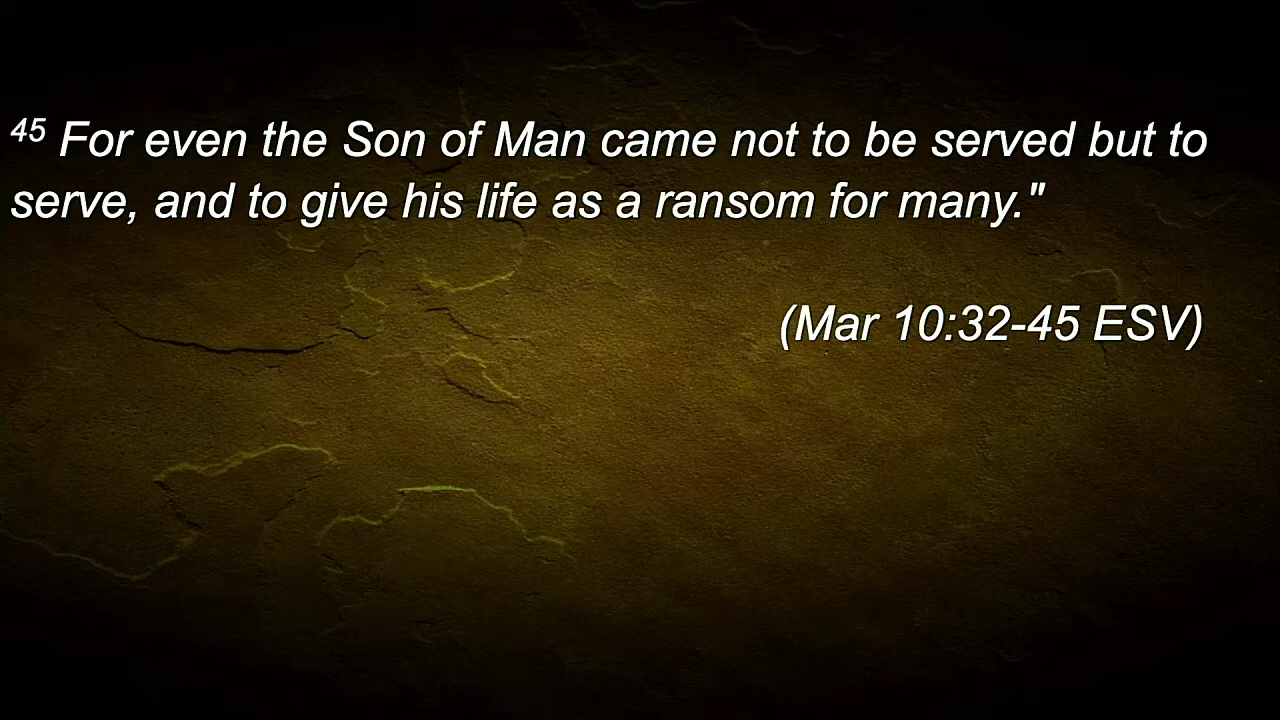 45 For even the Son of Man came not to be served but to
serve, and to give his life as a ransom for many."
(Mar 10:32-45 ESV)